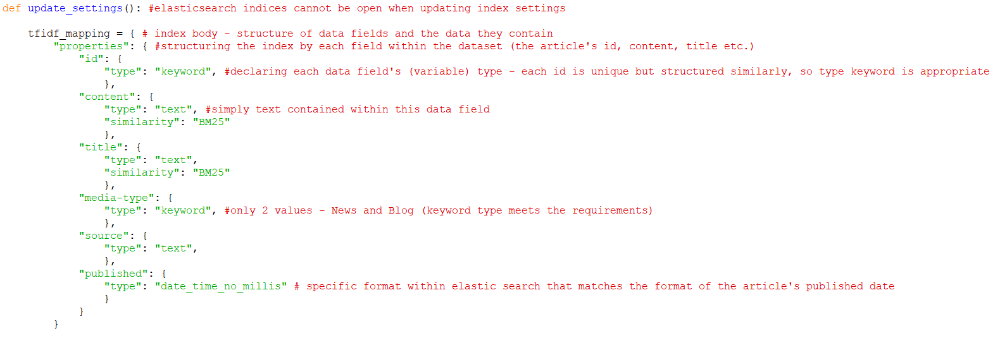 def update_settings(): #elasticsearch indices cannot be open when updating index settings
    tfidf_mapping = { # index body - structure of data fields and the data they contain
        "properties": { #structuring the index by each field within the dataset (the article's id, content, title etc.)
            "id": {
                "type": "keyword", #declaring each data field's (variable) type - each id is unique but structured similarly, so type keyword is appropriate
                },
            "content": {
                "type": "text", #simply text contained within this data field
                "similarity": "BM25"
                },
            "title": {
                "type": "text",
                "similarity": "BM25"
                },
            "media-type": {
                "type": "keyword", #only 2 values - News and Blog (keyword type meets the requirements)
                },
            "source": {
                "type": "text",
                },
            "published": {
                "type": "date_time_no_millis" # specific format within elastic search that matches the format of the article's published date
                }
            }
        }